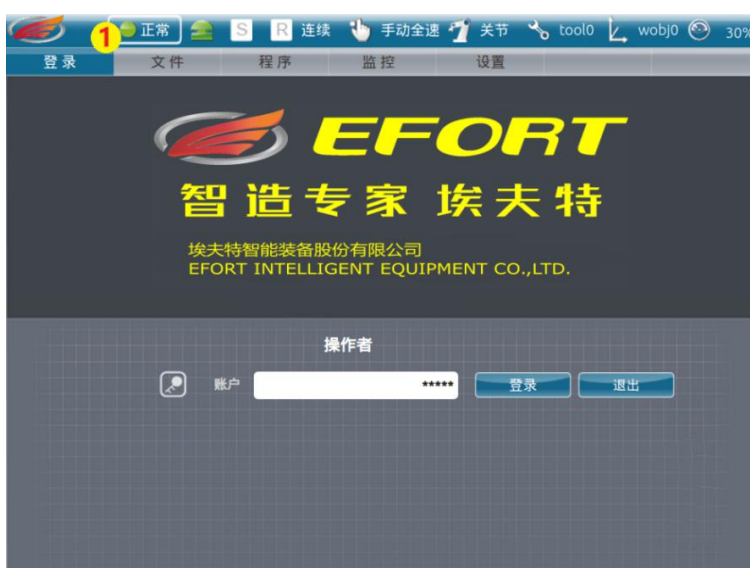 1 正常 S R 连续 手动全速 关节 tool0 wobj0 30%
登录 文件 程序 监控 设置
EFORT
智造专家 埃夫特
埃夫特智能装备股份有限公司
EFORT INTELLIGENT EQUIPMENT CO.,LTD.
操作者
账户 ***** 登录 退出